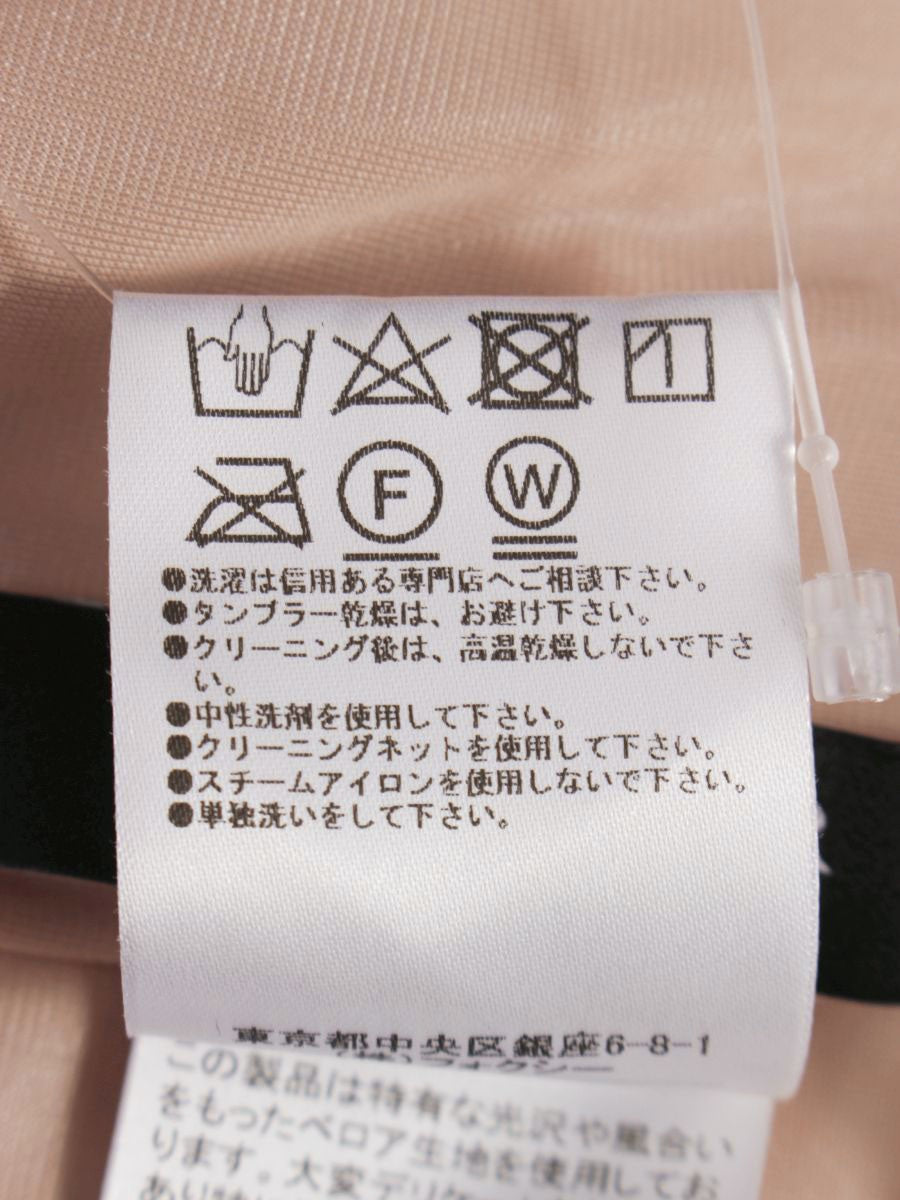 F
W
●洗濯は信用ある専門店へご相談下さい。
●タンブラー乾燥は、お避け下さい。
●クリーニング後は、高温乾燥しないで下さ
い。
●中性洗剤を使用して下さい。
●クリーニングネットを使用して下さい。
●スチームアイロンを使用しないで下さい。
●単独洗いをして下さい。
東京都中央区銀座6-8-1
フォクシー
この製品は特有な光沢や風合い
をもったベロア生地を使用してお
ります。大変デリケ